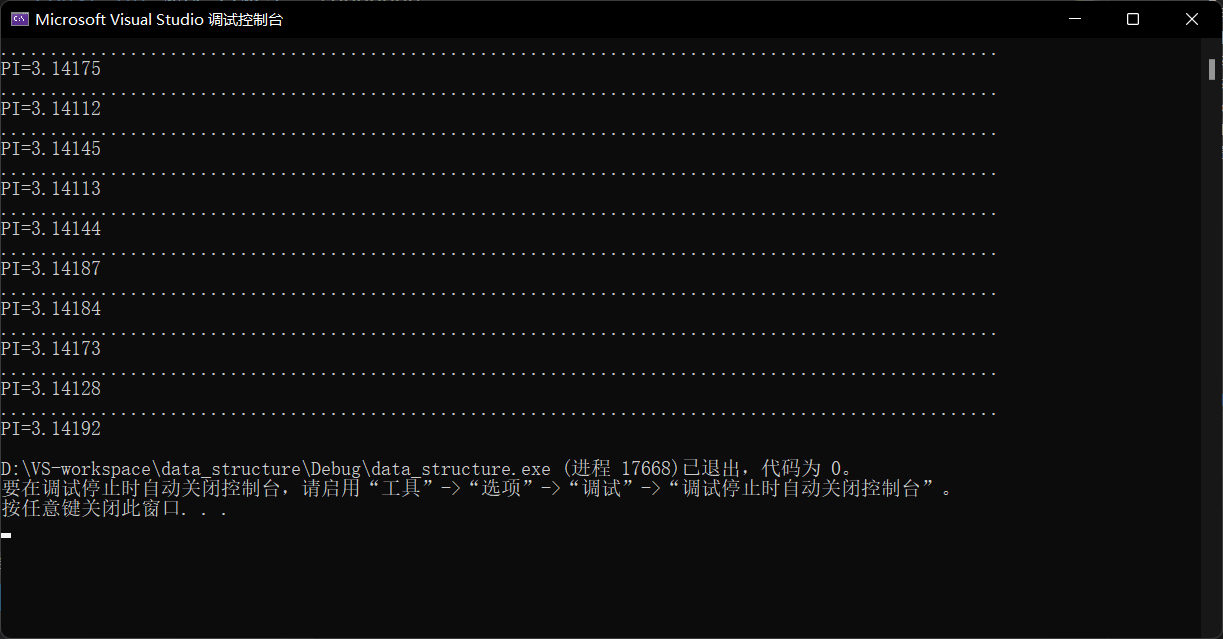 Microsoft Visual Studio 调试控制台
....................................................................................................
PI=3.14175
....................................................................................................
PI=3.14112
....................................................................................................
PI=3.14145
....................................................................................................
PI=3.14113
....................................................................................................
PI=3.14144
....................................................................................................
PI=3.14187
....................................................................................................
PI=3.14184
....................................................................................................
PI=3.14173
....................................................................................................
PI=3.14128
....................................................................................................
PI=3.14192
D:\VS-workspace\data_structure\Debug\data_structure.exe (进程 17668)已退出，代码为 0。
要在调试停止时自动关闭控制台，请启用“工具”->“选项”->“调试”->“调试停止时自动关闭控制台”。
按任意键关闭此窗口. . .